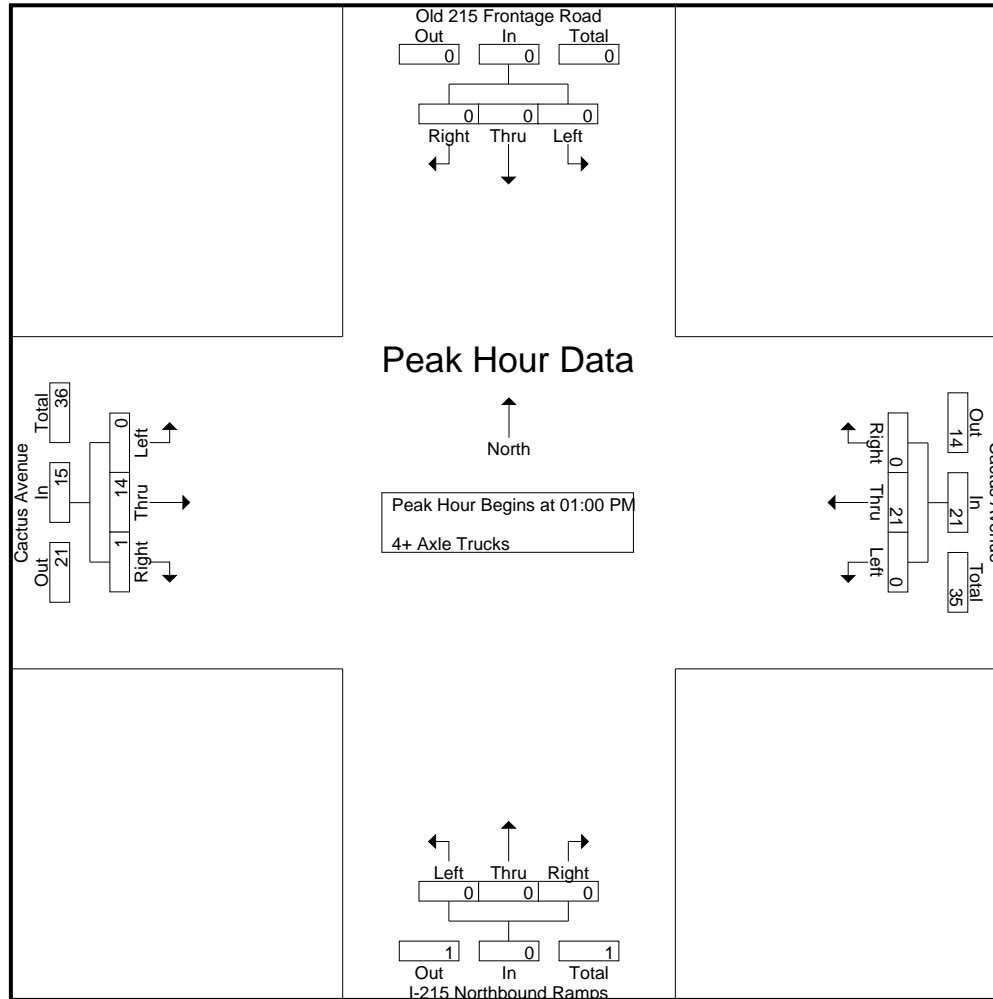 Old 215 Frontage Road
Out In Total
0 0 0
0 0 0
Right Thru Left
Peak Hour Data
North
Peak Hour Begins at 01:00 PM
4+ Axle Trucks
Cactus Avenue
Out In Total
21 15 36
1 14 0
Right Thru Left
Out In Total
14 21 35
0 21 0
Right Thru Left
Left Thru Right
0 0 0
1 0 1
Out In Total
I-215 Northbound Ramps